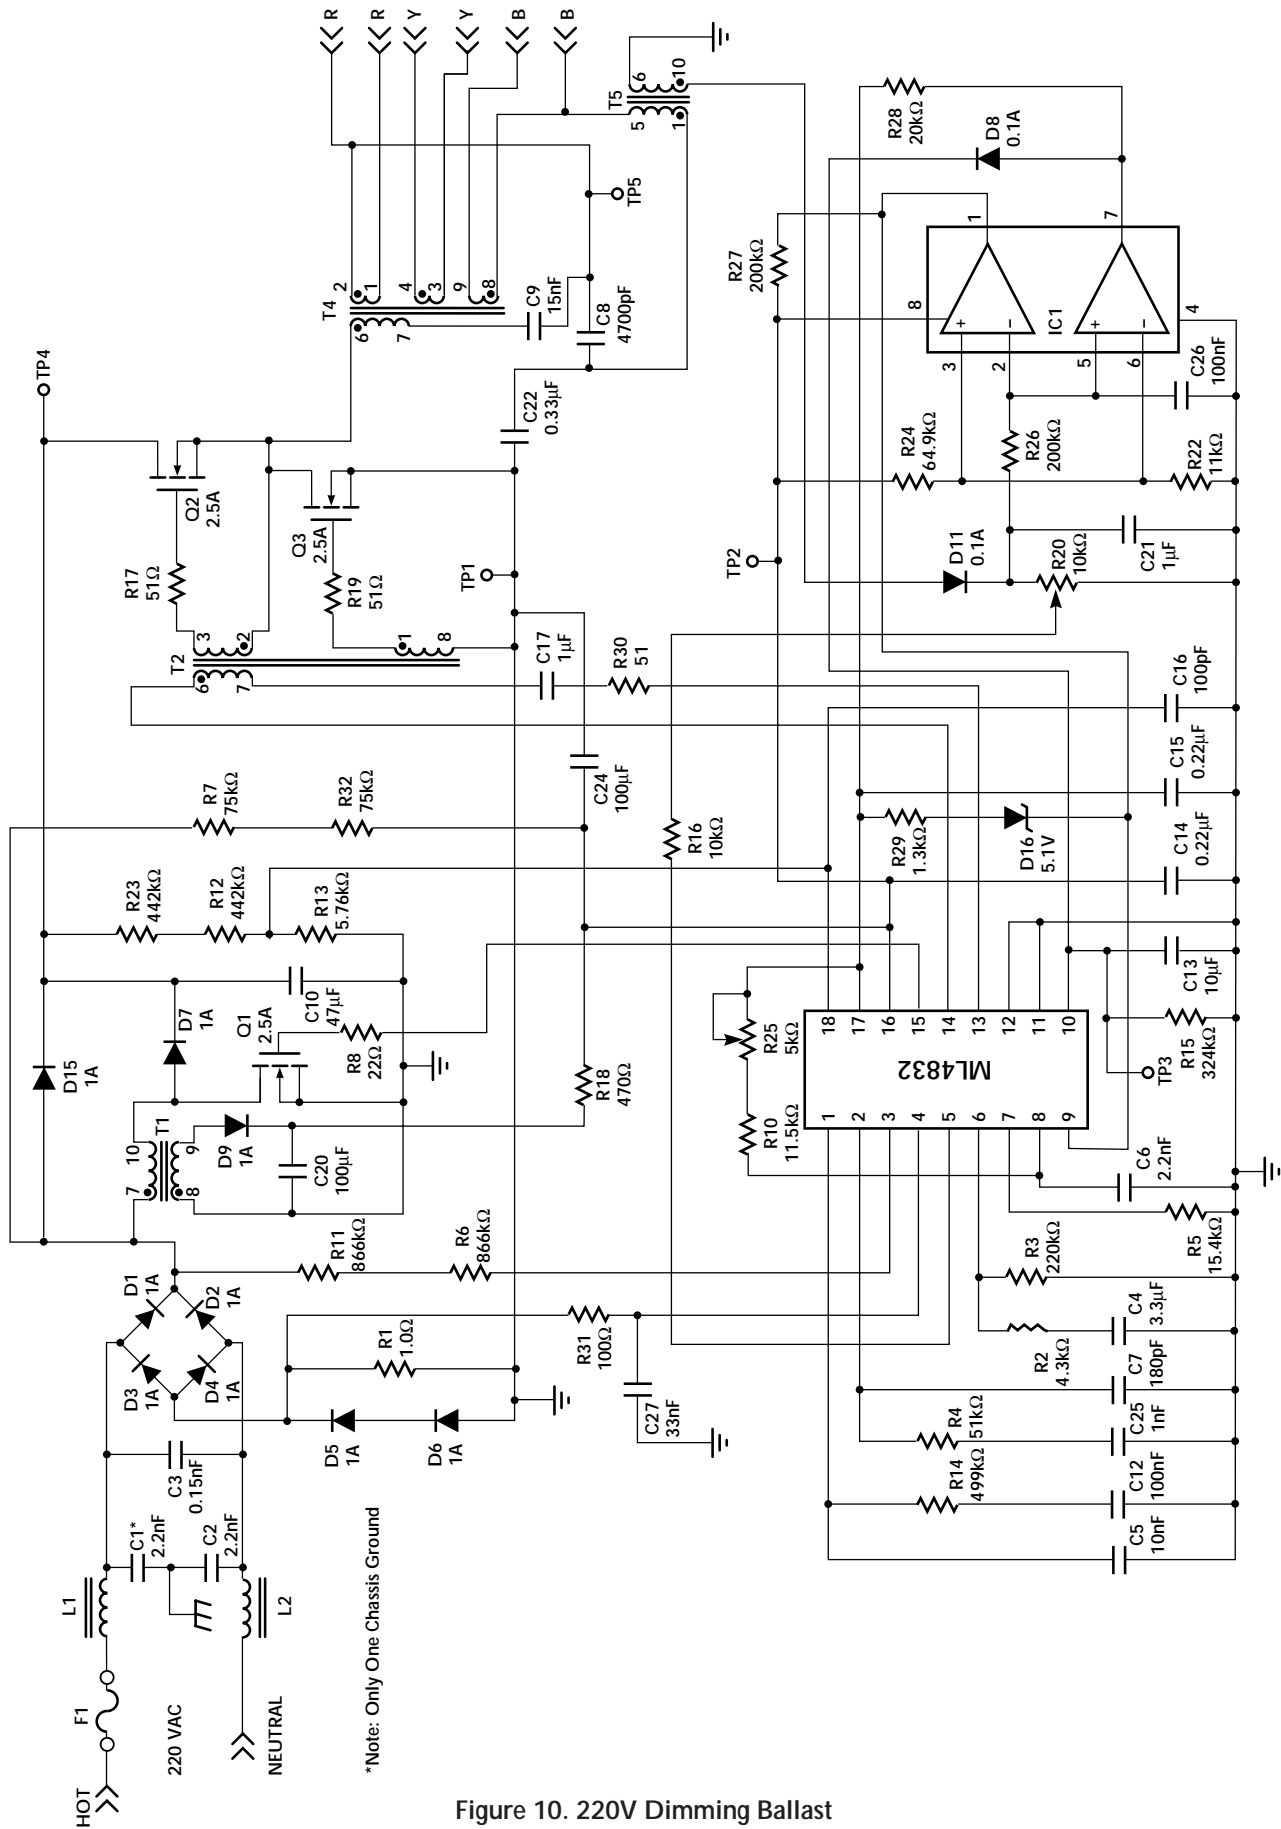 HOT
F1
220 VAC
NEUTRAL
L1
L2
C1*
2.2nF
C2
2.2nF
C3
0.15nF
*Note: Only One Chassis Ground
D1
1A
D2
1A
D3
1A
D4
1A
D5
1A
D6
1A
R1
1.0Ω
R31
100Ω
C27
33nF
R11
866kΩ
R6
866kΩ
T1
7
10
8
9
D15
1A
D7
1A
D9
1A
C20
100µF
Q1
2.5A
C10
47µF
R8
22Ω
R18
470Ω
R23
442kΩ
R12
442kΩ
R13
5.76kΩ
R7
75kΩ
R32
75kΩ
C24
100µF
T2
6
7
3
2
1
8
C17
1µF
R30
51
R17
51Ω
R19
51Ω
Q2
2.5A
Q3
2.5A
TP1
TP4
C22
0.33µF
T4
6
7
2
1
4
3
9
8
C9
15nF
C8
4700pF
TP5
T5
5
1
6
10
R
R
Y
Y
B
B
C5
10nF
C12
100nF
C25
1nF
C7
180pF
C4
3.3µF
R14
499kΩ
R4
51kΩ
R2
4.3kΩ
R3
220kΩ
R5
15.4kΩ
C6
2.2nF
R10
11.5kΩ
R25
5kΩ
ML4832
1
2
3
4
5
6
7
8
9
18
17
16
15
14
13
12
11
10
TP3
R15
324kΩ
C13
10µF
C14
0.22µF
C15
0.22µF
C16
100pF
R16
10kΩ
R29
1.3kΩ
D16
5.1V
TP2
D11
0.1A
R20
10kΩ
C21
1µF
R24
64.9kΩ
R26
200kΩ
R22
11kΩ
C26
100nF
R27
200kΩ
IC1
3
2
5
6
8
4
1
7
+
–
+
–
R28
20kΩ
D8
0.1A
Figure 10. 220V Dimming Ballast